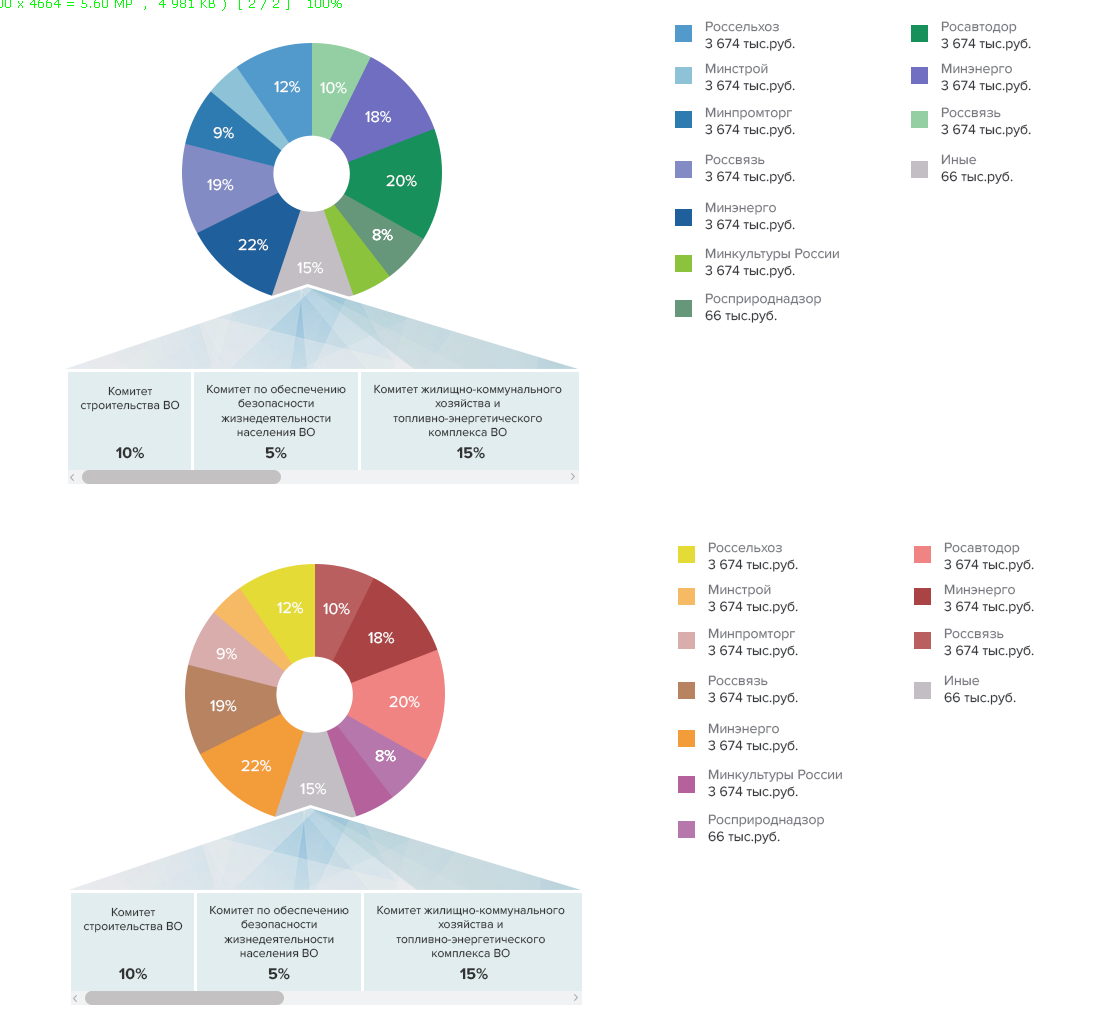 00 x 4664 = 5.60 MP , 4 981 KB ) [ 2 / 2 ] 100%
12%
10%
18%
20%
8%
15%
22%
19%
9%
Комитет
строительства ВО
10%
Комитет по обеспечению
безопасности
жизнедеятельности
населения ВО
5%
Комитет жилищно-коммунального
хозяйства и
топливно-энергетического
комплекса ВО
15%
Россельхоз
3 674 тыс.руб.
Минстрой
3 674 тыс.руб.
Минпромторг
3 674 тыс.руб.
Россвязь
3 674 тыс.руб.
Минэнерго
3 674 тыс.руб.
Минкультуры России
3 674 тыс.руб.
Росприроднадзор
66 тыс.руб.
Росавтодор
3 674 тыс.руб.
Минэнерго
3 674 тыс.руб.
Россвязь
3 674 тыс.руб.
Иные
66 тыс.руб.
12%
10%
18%
20%
8%
15%
22%
19%
9%
Комитет
строительства ВО
10%
Комитет по обеспечению
безопасности
жизнедеятельности
населения ВО
5%
Комитет жилищно-коммунального
хозяйства и
топливно-энергетического
комплекса ВО
15%
Россельхоз
3 674 тыс.руб.
Минстрой
3 674 тыс.руб.
Минпромторг
3 674 тыс.руб.
Россвязь
3 674 тыс.руб.
Минэнерго
3 674 тыс.руб.
Минкультуры России
3 674 тыс.руб.
Росприроднадзор
66 тыс.руб.
Росавтодор
3 674 тыс.руб.
Минэнерго
3 674 тыс.руб.
Россвязь
3 674 тыс.руб.
Иные
66 тыс.руб.